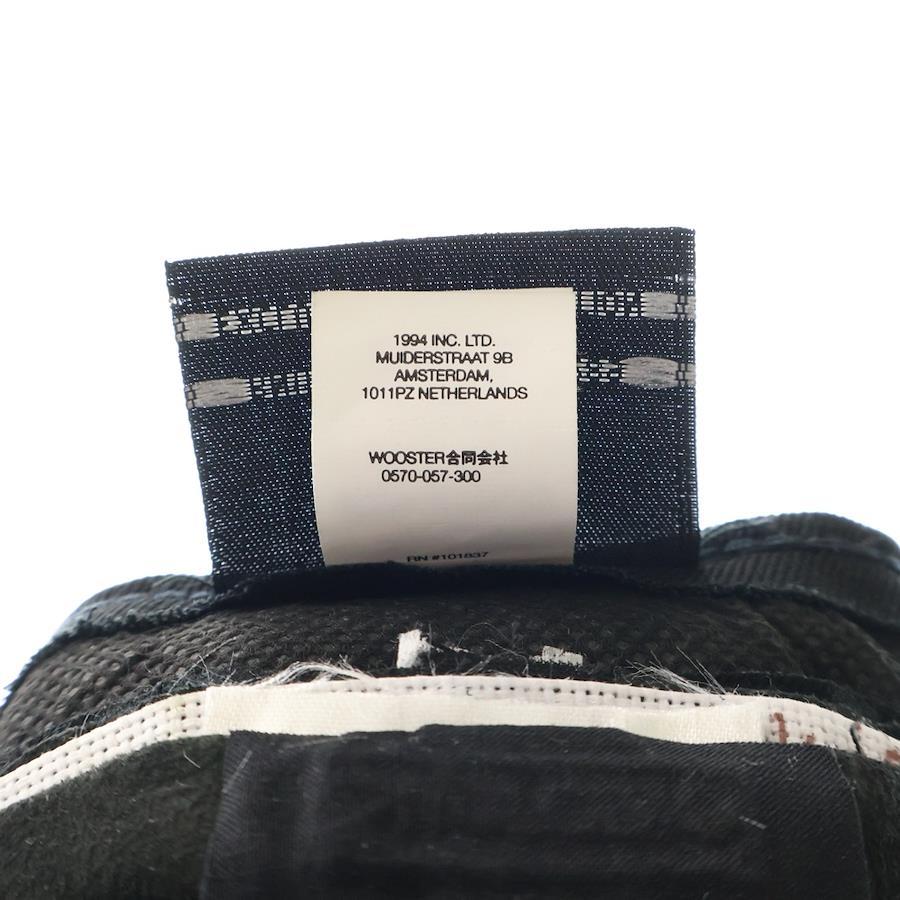 1994 INC. LTD.
MUIDERSTRAAT 9B
AMSTERDAM,
1011PZ NETHERLANDS
WOOSTER合同会社
0570-057-300
RN #101837